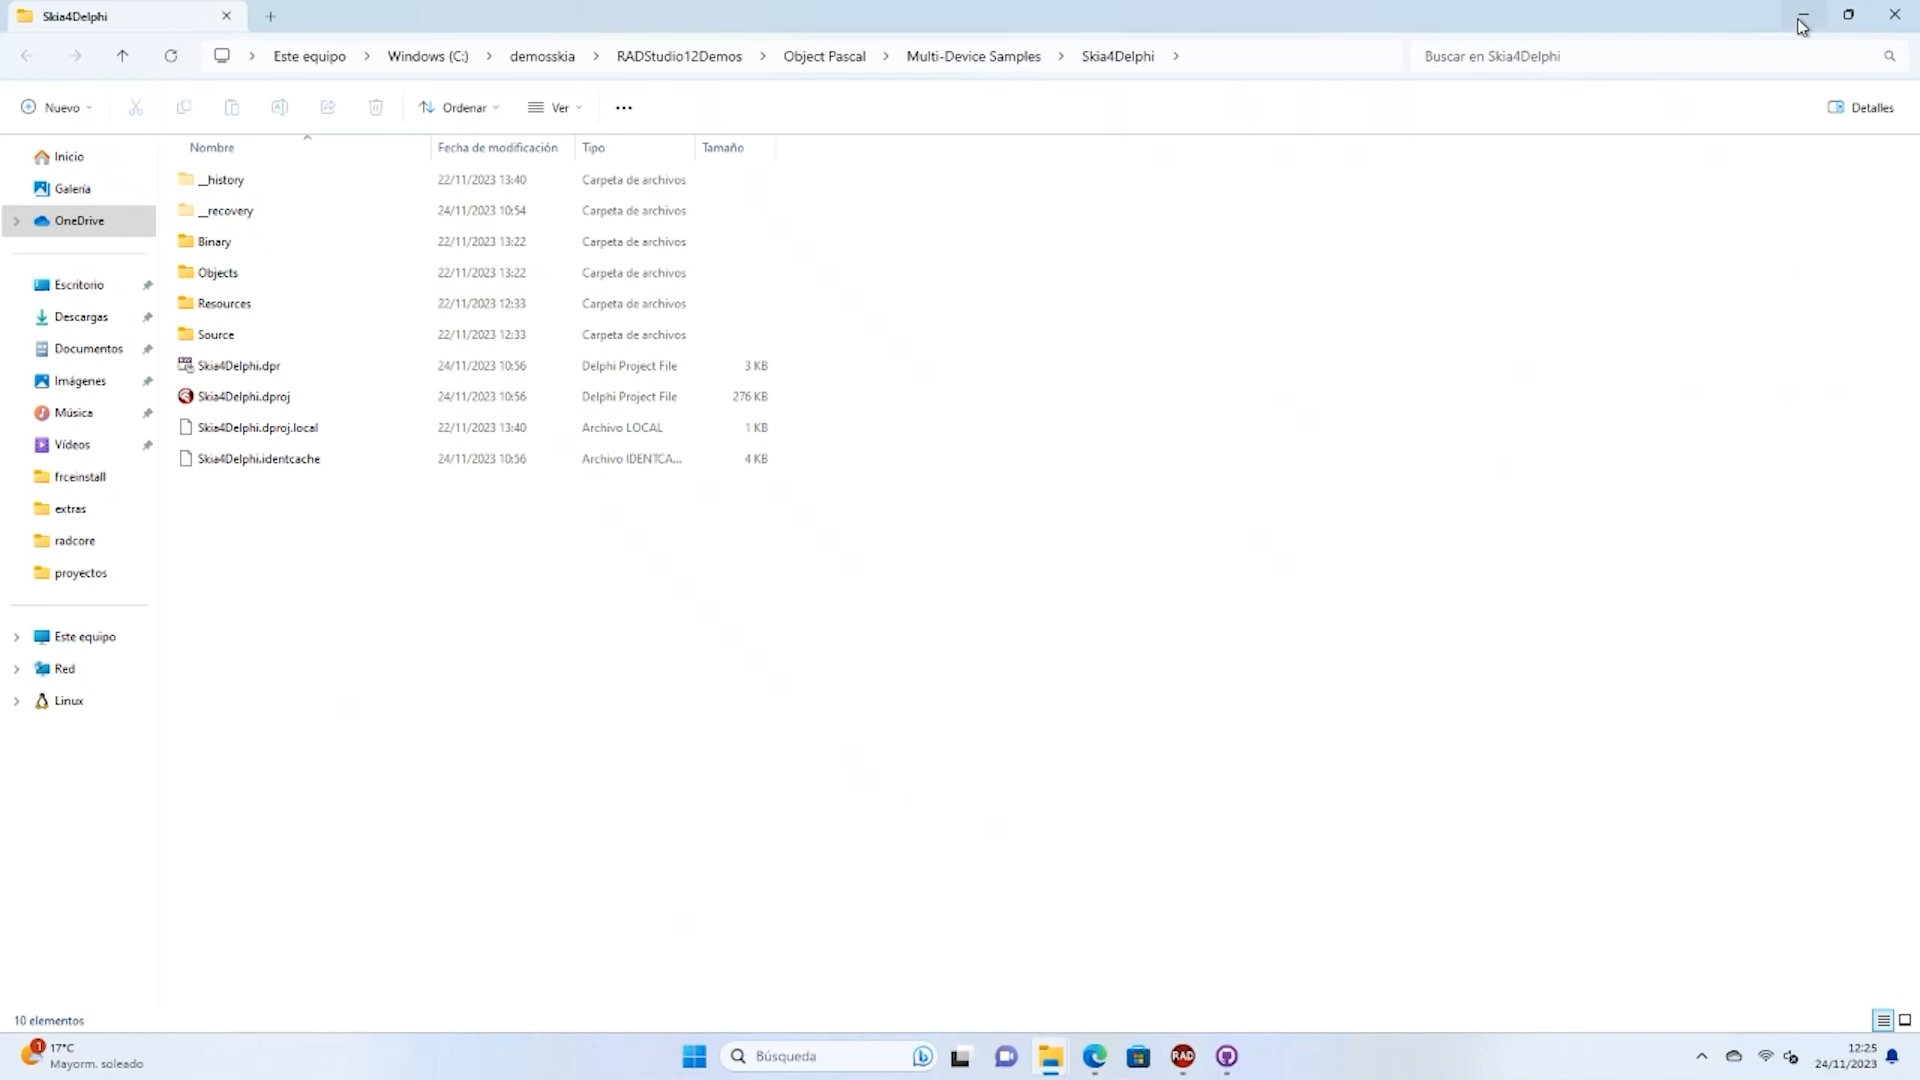 Skia4Delphi
Este equipo > Windows (C:) > demosskia > RADStudio12Demos > Object Pascal > Multi-Device Samples > Skia4Delphi >
Buscar en Skia4Delphi
Nuevo
Ordenar
Ver
Detalles
Nombre Fecha de modificación Tipo Tamaño
__history 22/11/2023 13:40 Carpeta de archivos
__recovery 24/11/2023 10:54 Carpeta de archivos
Binary 22/11/2023 13:22 Carpeta de archivos
Objects 22/11/2023 13:22 Carpeta de archivos
Resources 22/11/2023 12:33 Carpeta de archivos
Source 22/11/2023 12:33 Carpeta de archivos
Skia4Delphi.dpr 24/11/2023 10:56 Delphi Project File 3 KB
Skia4Delphi.dproj 24/11/2023 10:56 Delphi Project File 276 KB
Skia4Delphi.dproj.local 22/11/2023 13:40 Archivo LOCAL 1 KB
Skia4Delphi.identcache 24/11/2023 10:56 Archivo IDENTCA... 4 KB
Inicio
Galería
OneDrive
Escritorio
Descargas
Documentos
Imágenes
Música
Vídeos
frceinstall
extras
radcore
proyectos
Este equipo
Red
Linux
10 elementos
1
17°C
Mayorm. soleado
Búsqueda
RAD
12:25
24/11/2023